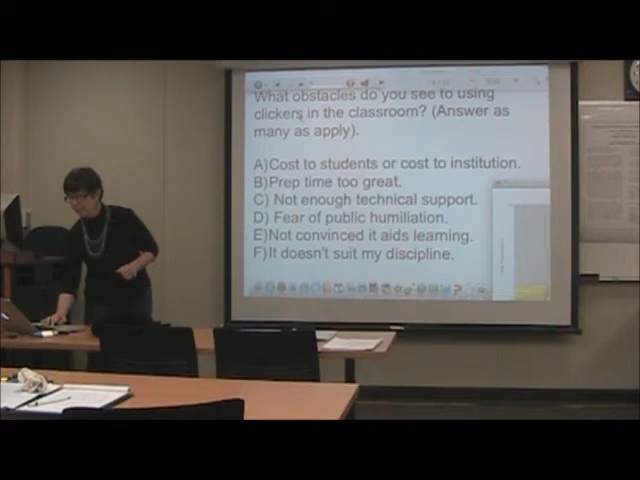 What obstacles do you see to using
clickers in the classroom? (Answer as
many as apply).
A)Cost to students or cost to institution.
B)Prep time too great.
C) Not enough technical support.
D) Fear of public humiliation.
E)Not convinced it aids learning.
F)It doesn't suit my discipline.